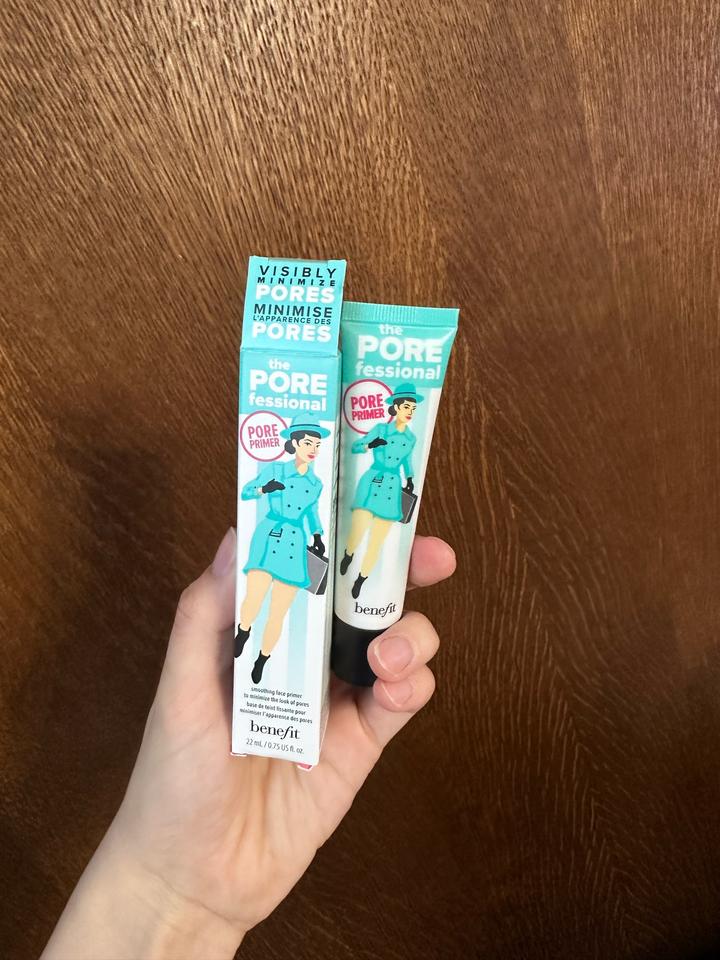 VISIBLY
MINIMIZE
PORES
MINIMISE
L'APPARENCE DES
PORES
the
PORE
fessional
PORE
PRIMER
smoothing face primer
to minimize the look of pores
base de teint lissante pour
minimiser l'apparence des pores
benefit
22 mL / 0.75 US fl. oz.
the
PORE
fessional
PORE
PRIMER
benefit